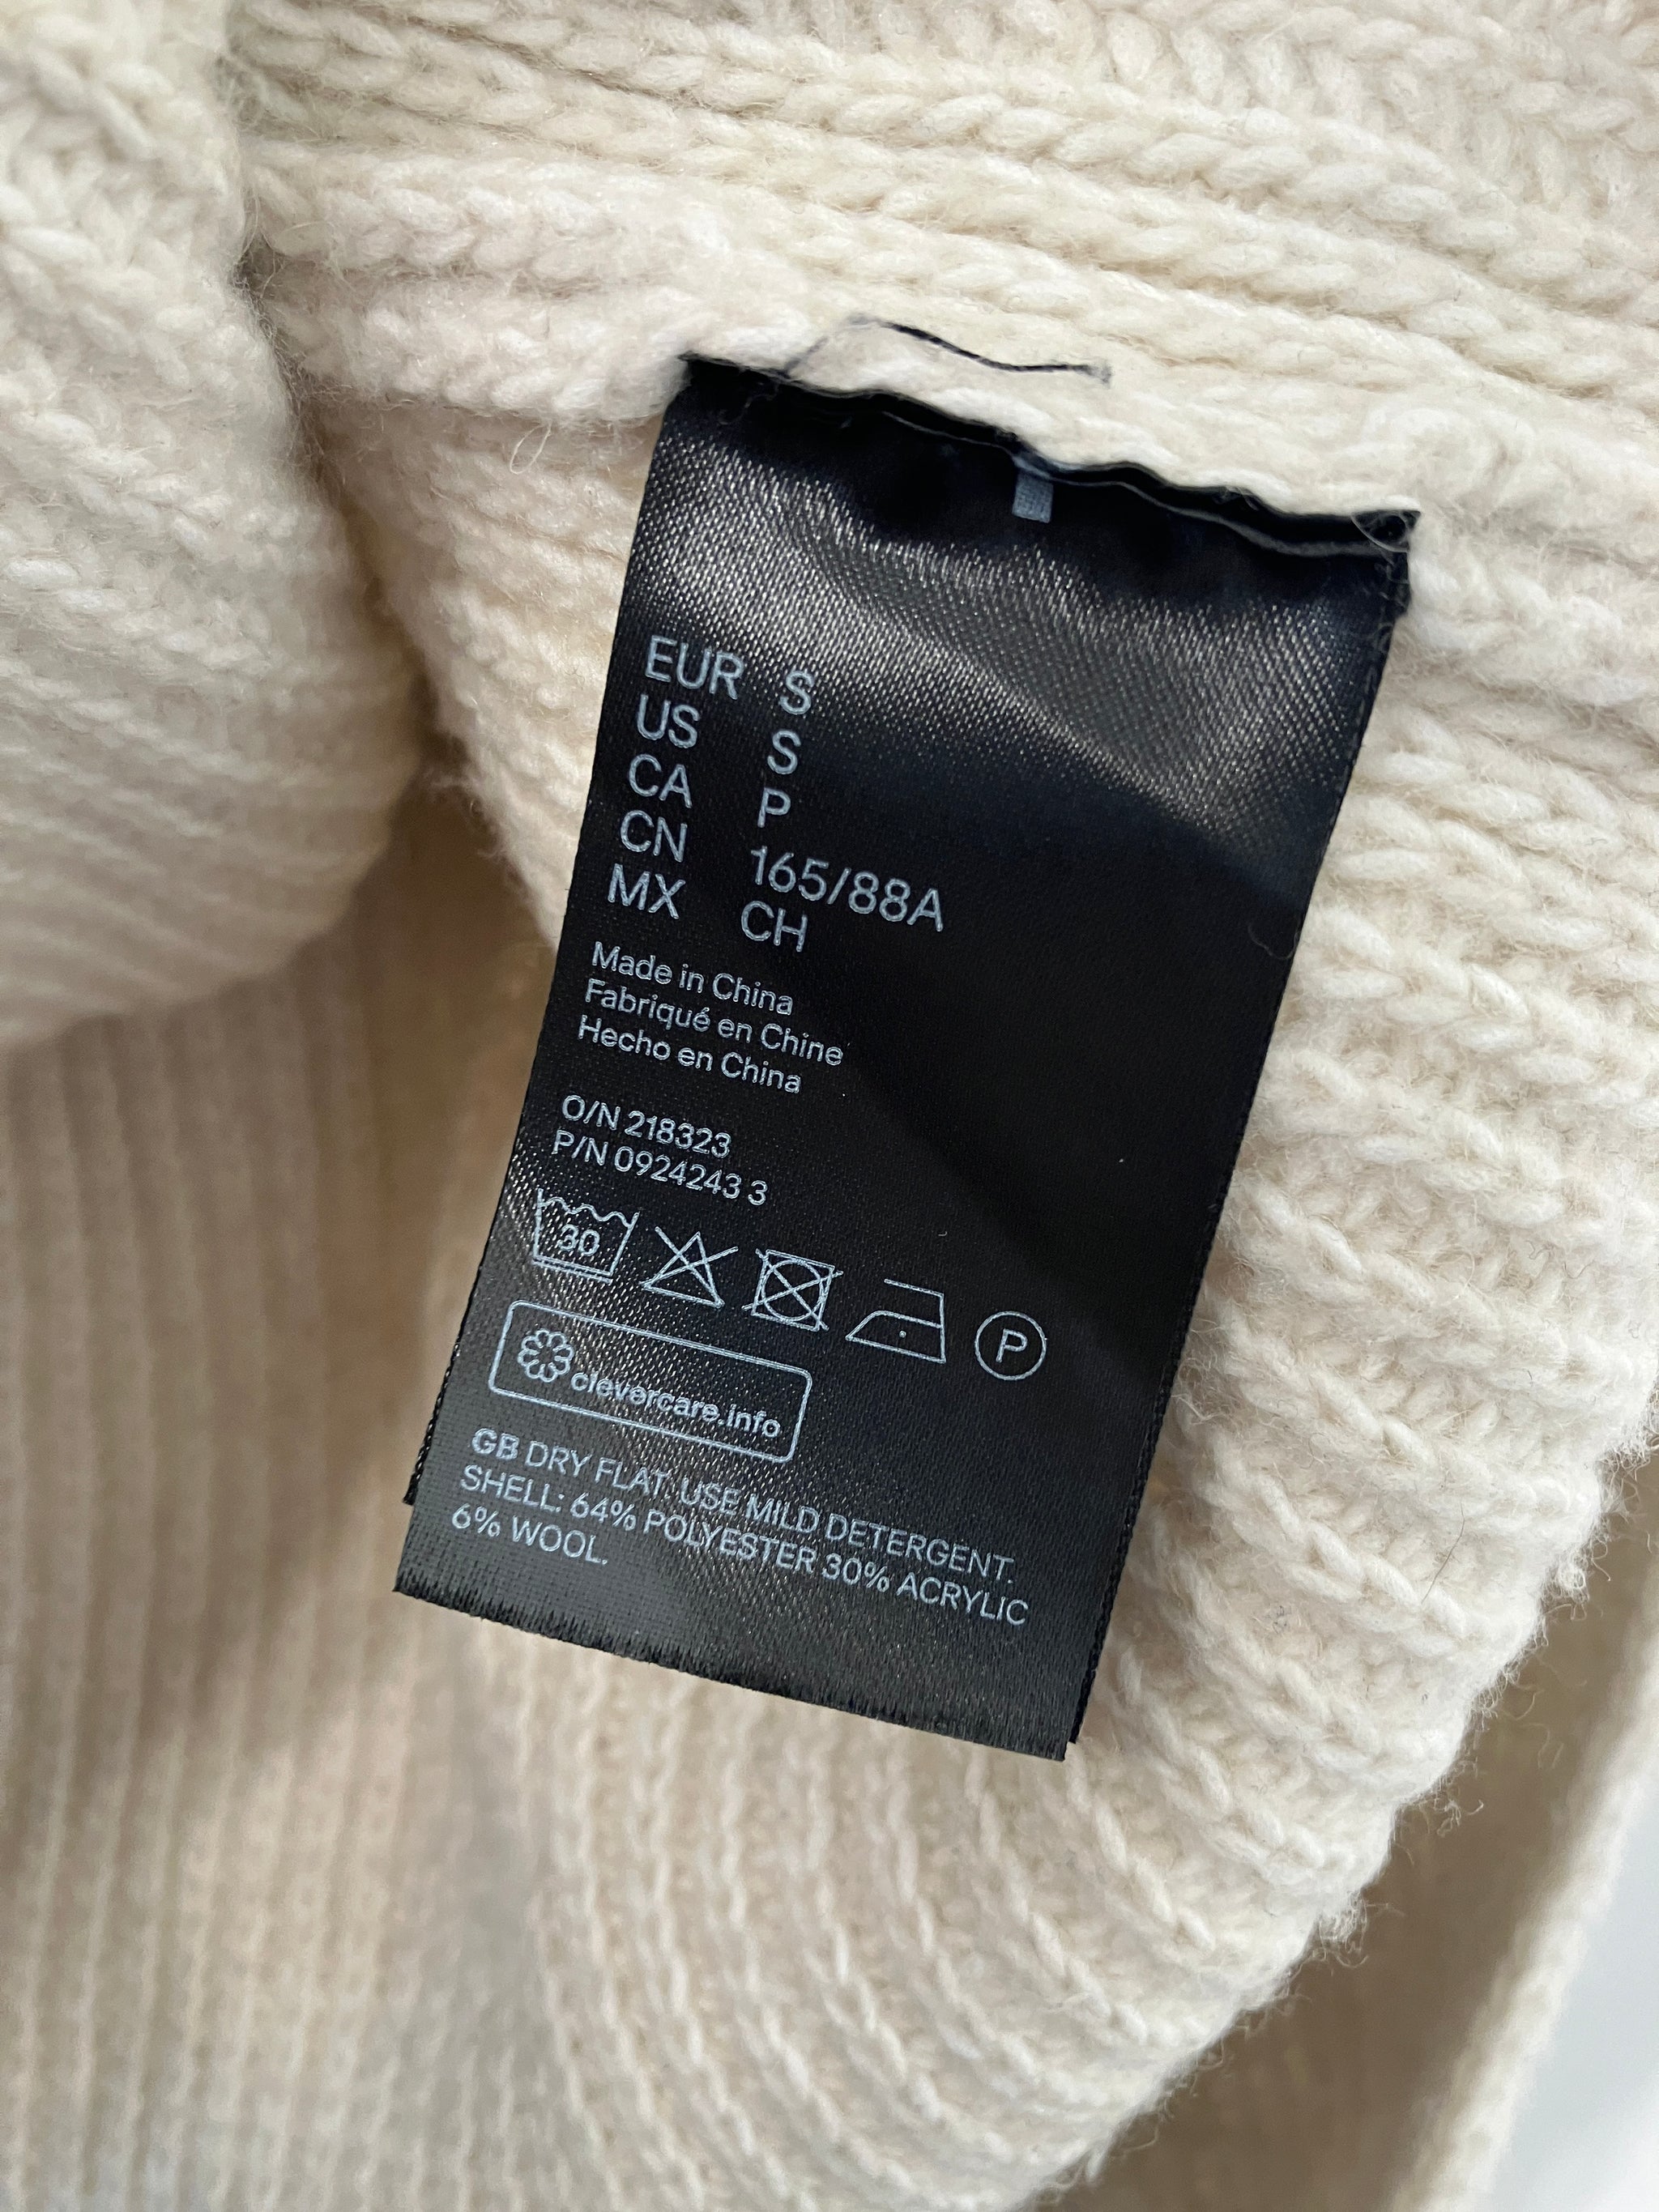 EUR S
US S
CA P
CN 165/88A
MX CH
Made in China
Fabriqué en Chine
Hecho en China
O/N 218323
P/N 0924243 3
30
P
clevercare.info
GB DRY FLAT. USE MILD DETERGENT.
SHELL: 64% POLYESTER 30% ACRYLIC
6% WOOL.